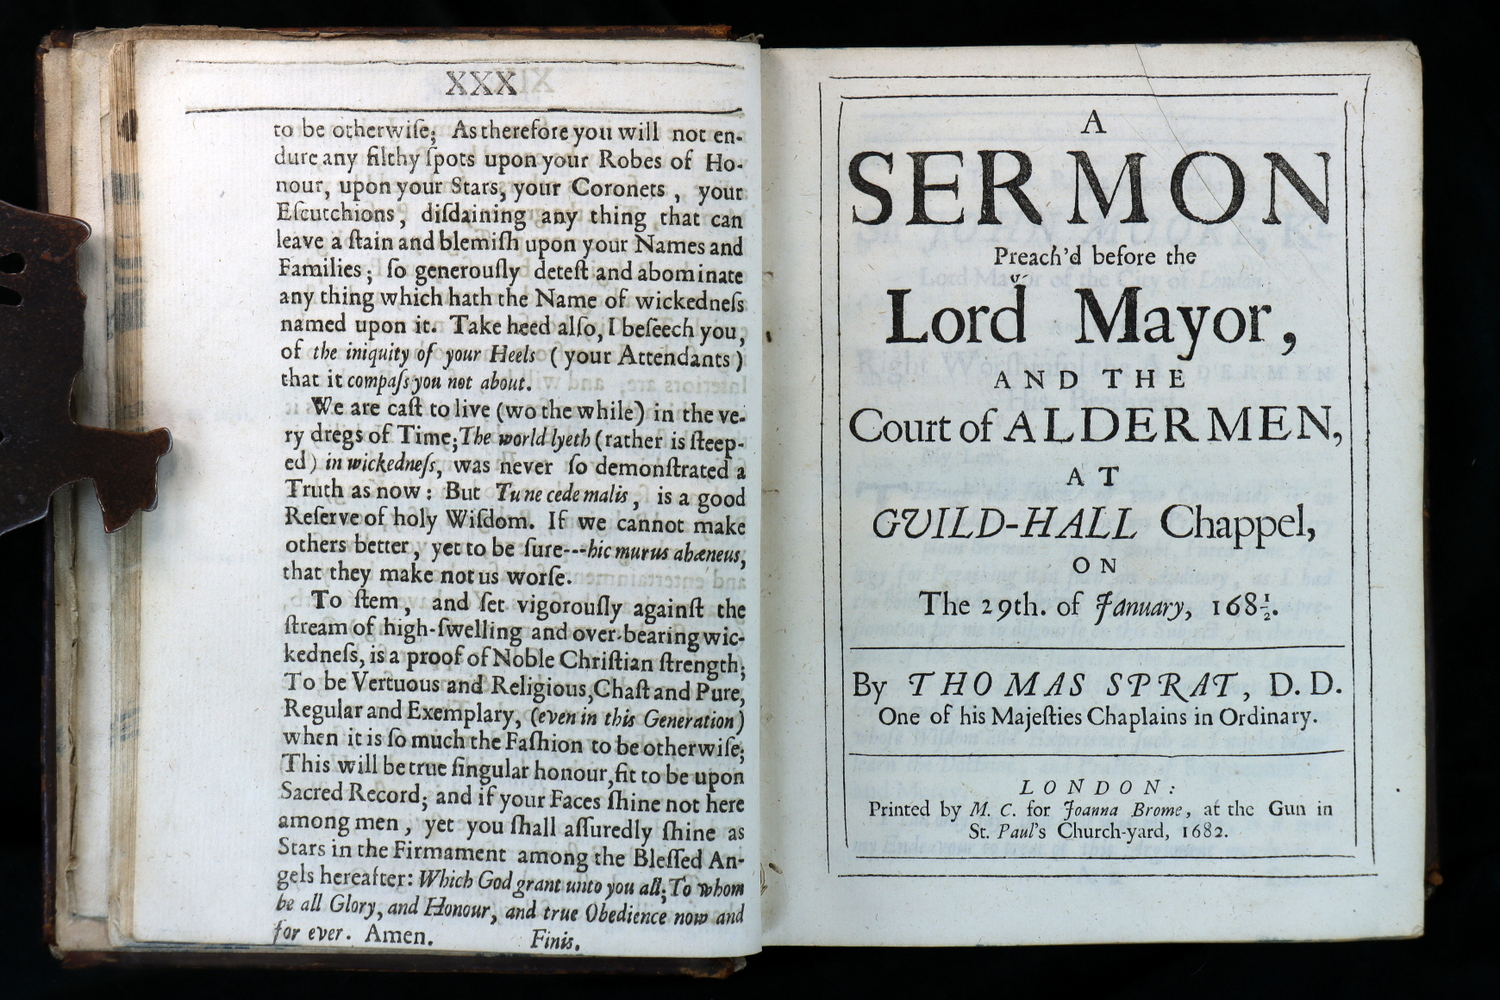 XXX
to be otherwiſe; As therefore you will not en-
dure any filthy ſpots upon your Robes of Ho-
nour, upon your Stars, your Coronets, your
Eſcutchions, diſdaining any thing that can
leave a ſtain and blemiſh upon your Names and
Families; ſo generouſly deteſt and abominate
any thing which hath the Name of wickedneſs
named upon it. Take heed alſo, I beſeech you,
of the iniquity of your Heels (your Attendants)
that it compaſs you not about.
We are caſt to live (wo the while) in the ve-
ry dregs of Time; The world lyeth (rather is ſteep-
ed) in wickedneſs, was never ſo demonſtrated a
Truth as now: But Tu ne cede malis, is a good
Reſerve of holy Wiſdom. If we cannot make
others better, yet to be ſure---hic murus ahæneus,
that they make not us worſe.
To ſtem, and ſet vigorouſly againſt the
ſtream of high-ſwelling and over-bearing wic-
kedneſs, is a proof of Noble Chriſtian ſtrength;
To be Vertuous and Religious, Chaſt and Pure,
Regular and Exemplary, (even in this Generation)
when it is ſo much the Faſhion to be otherwiſe;
This will be true ſingular honour, fit to be upon
Sacred Record; and if your Faces ſhine not here
among men, yet you ſhall aſſuredly ſhine as
Stars in the Firmament among the Bleſſed An-
gels hereafter: Which God grant unto you all; To whom
be all Glory, and Honour, and true Obedience now and
for ever. Amen. Finis.
A
SERMON
Preach'd before the
Lord Mayor,
AND THE
Court of ALDERMEN,
AT
GUILD-HALL Chappel,
ON
The 29th. of January, 168½.
By THOMAS SPRAT, D. D.
One of his Majeſties Chaplains in Ordinary.
LONDON:
Printed by M. C. for Joanna Brome, at the Gun in
St. Paul's Church-yard, 1682.